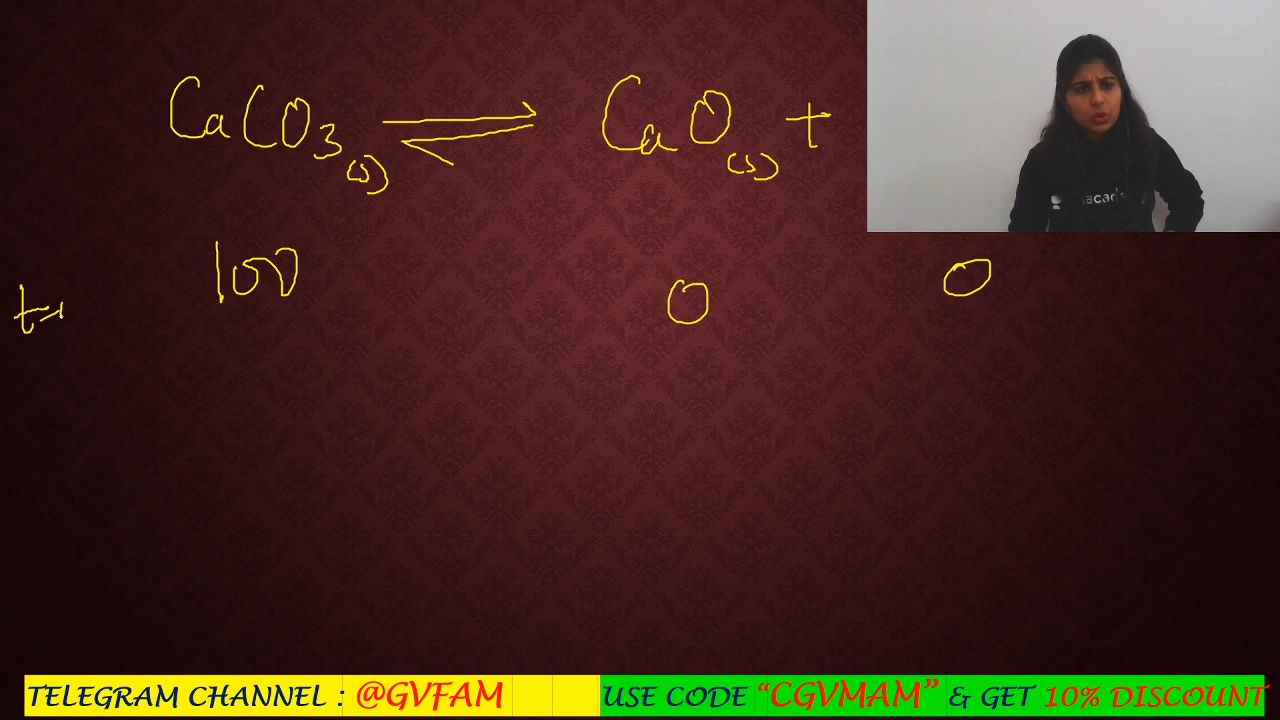 CaCO3(s) ⇌ CaO(s) +
100 0 0
TELEGRAM CHANNEL : @GVFAM
USE CODE “CGVMAM” & GET 10% DISCOUNT